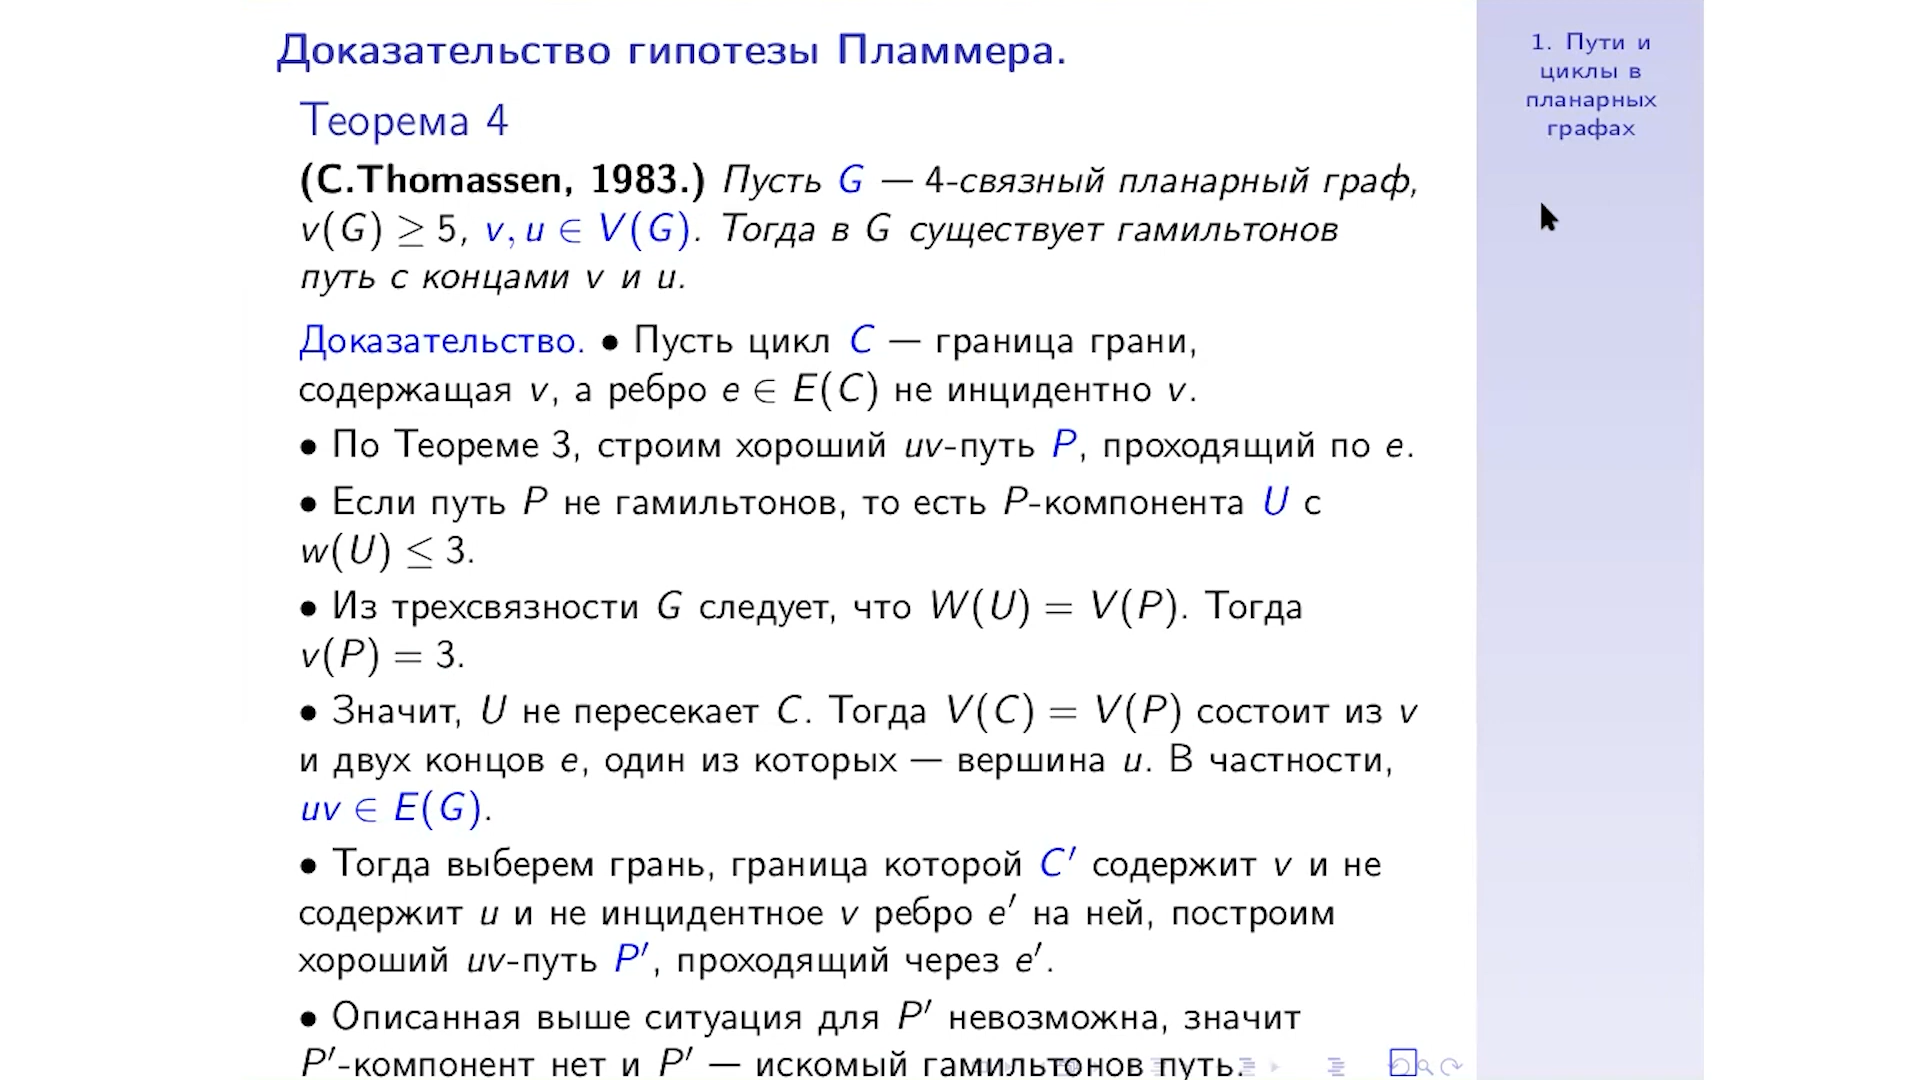 Доказательство гипотезы Пламмера.
Теорема 4
(C.Thomassen, 1983.) Пусть G — 4-связный планарный граф,
v(G) ≥ 5, v, u ∈ V(G). Тогда в G существует гамильтонов
путь с концами v и u.
Доказательство. • Пусть цикл C — граница грани,
содержащая v, а ребро e ∈ E(C) не инцидентно v.
• По Теореме 3, строим хороший uv-путь P, проходящий по e.
• Если путь P не гамильтонов, то есть P-компонента U с
w(U) ≤ 3.
• Из трехсвязности G следует, что W(U) = V(P). Тогда
v(P) = 3.
• Значит, U не пересекает C. Тогда V(C) = V(P) состоит из v
и двух концов e, один из которых — вершина u. В частности,
uv ∈ E(G).
• Тогда выберем грань, граница которой C′ содержит v и не
содержит u и не инцидентное v ребро e′ на ней, построим
хороший uv-путь P′, проходящий через e′.
• Описанная выше ситуация для P′ невозможна, значит
P′-компонент нет и P′ — искомый гамильтонов путь.
1. Пути и
циклы в
планарных
графах